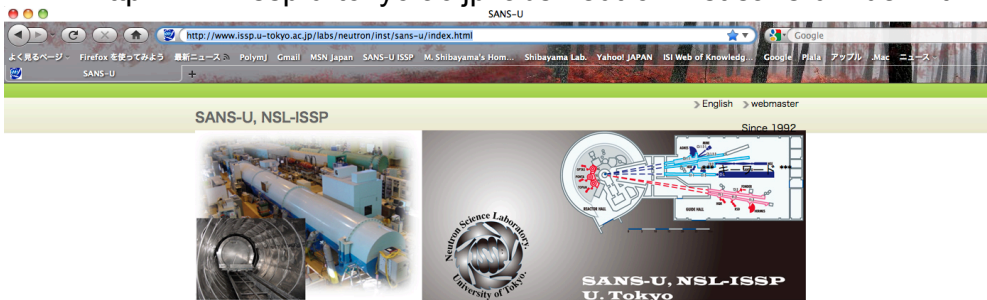 SANS-U
http://www.issp.u-tokyo.ac.jp/labs/neutron/inst/sans-u/index.html
Google
よく見るページ Firefox を使ってみよう 最新ニュース Polymj Gmail MSN Japan SANS-U ISSP M. Shibayama's Hom... Shibayama Lab. Yahoo! JAPAN ISI Web of Knowledg... Google Plala アップル .Mac ニュース
SANS-U
English webmaster
SANS-U, NSL-ISSP
Since 1992
REACTOR HALL
GUIDE HALL
Neutron Science Laboratory,
University of Tokyo.
SANS-U, NSL-ISSP
U. Tokyo